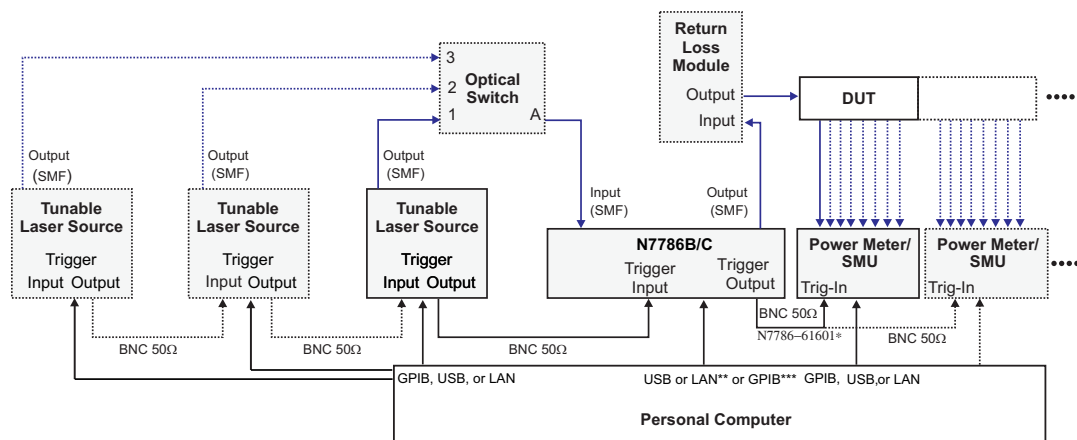 Return
Loss
Module
Output
Input
3
2
1
Optical
Switch
A
DUT
Output
(SMF)
Output
(SMF)
Output
(SMF)
Input
(SMF)
Output
(SMF)
Tunable
Laser Source
Trigger
Input Output
Tunable
Laser Source
Trigger
Input Output
Tunable
Laser Source
Trigger
Input Output
N7786B/C
Trigger
Input
Trigger
Output
Power Meter/
SMU
Trig-In
Power Meter/
SMU
Trig-In
BNC 50Ω
BNC 50Ω
BNC 50Ω
BNC 50Ω
N7786–61601*
BNC 50Ω
GPIB, USB, or LAN
USB or LAN** or GPIB***
GPIB, USB,or LAN
Personal Computer